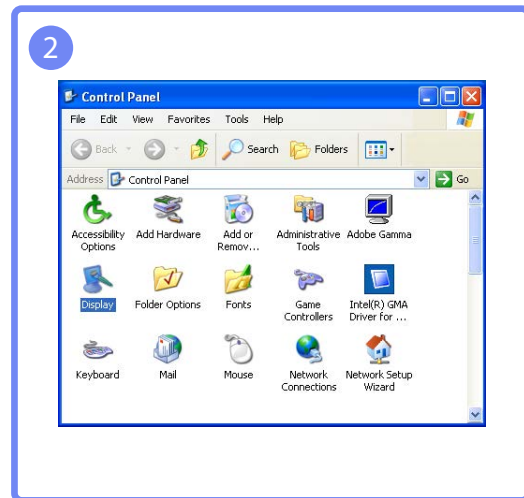 2
Control Panel
File Edit View Favorites Tools Help
Back Search Folders
Address Control Panel Go
Accessibility Options
Add Hardware
Add or Remov...
Administrative Tools
Adobe Gamma
Display
Folder Options
Fonts
Game Controllers
Intel(R) GMA Driver for ...
Keyboard
Mail
Mouse
Network Connections
Network Setup Wizard